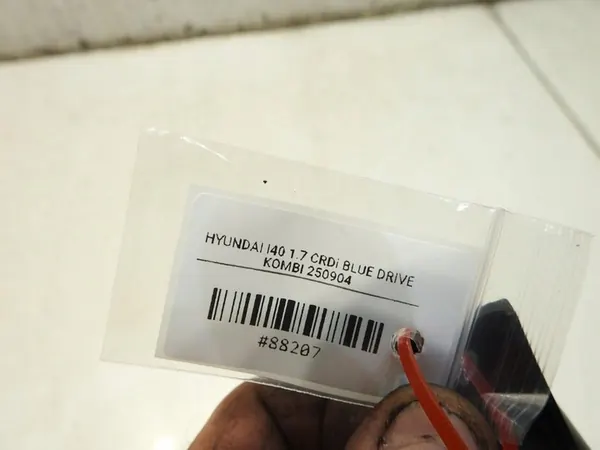 HYUNDAI I40 1.7 CRDi BLUE DRIVE
KOMBI 250904
#88207